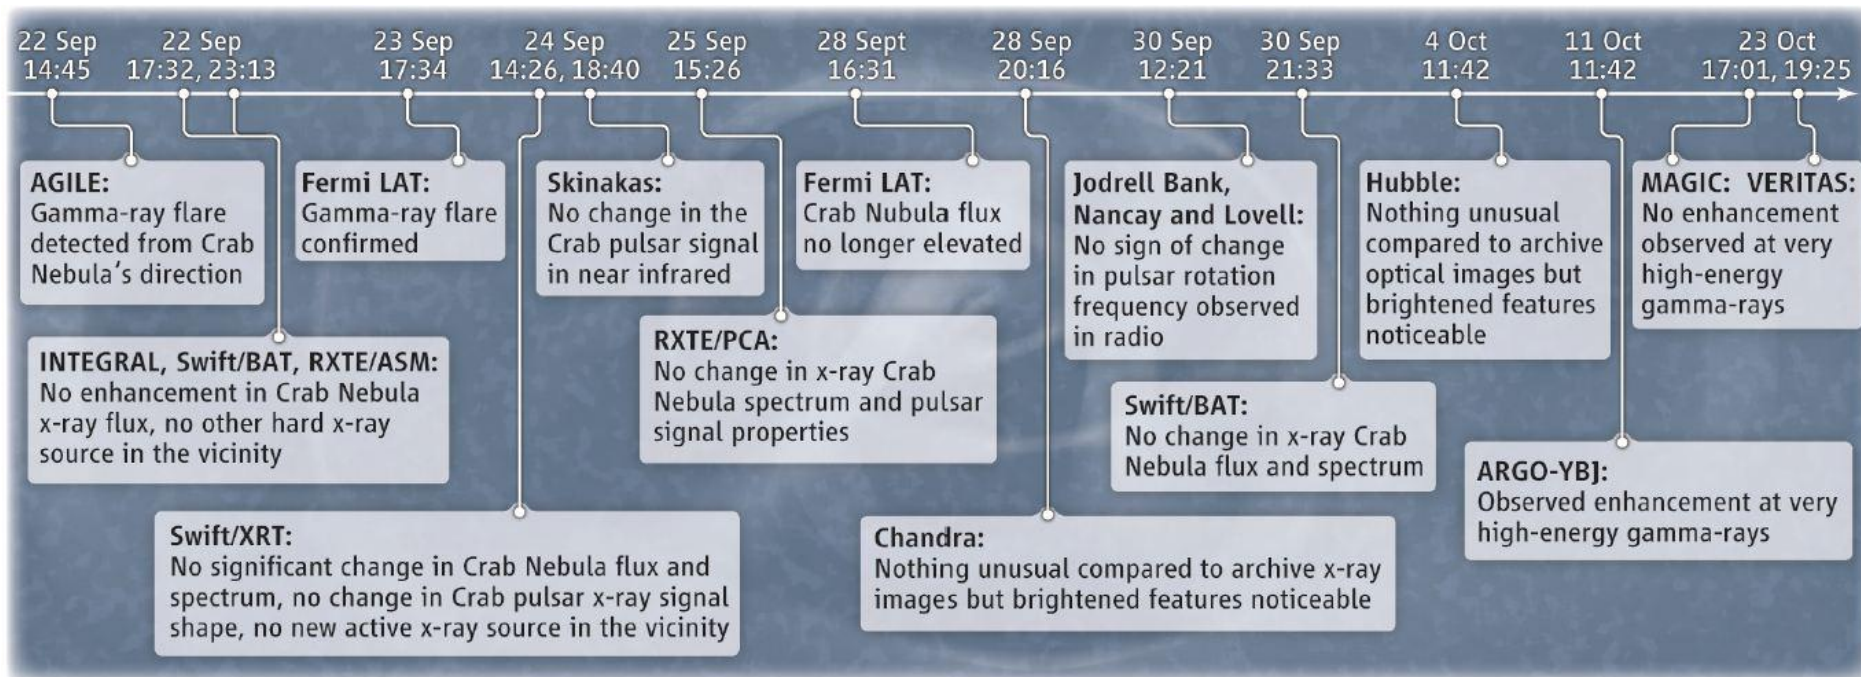 22 Sep
14:45
22 Sep
17:32, 23:13
23 Sep
17:34
24 Sep
14:26, 18:40
25 Sep
15:26
28 Sept
16:31
28 Sep
20:16
30 Sep
12:21
30 Sep
21:33
4 Oct
11:42
11 Oct
11:42
23 Oct
17:01, 19:25
AGILE:
Gamma-ray flare
detected from Crab
Nebula's direction
INTEGRAL, Swift/BAT, RXTE/ASM:
No enhancement in Crab Nebula
x-ray flux, no other hard x-ray
source in the vicinity
Fermi LAT:
Gamma-ray flare
confirmed
Swift/XRT:
No significant change in Crab Nebula flux and
spectrum, no change in Crab pulsar x-ray signal
shape, no new active x-ray source in the vicinity
Skinakas:
No change in the
Crab pulsar signal
in near infrared
RXTE/PCA:
No change in x-ray Crab
Nebula spectrum and pulsar
signal properties
Fermi LAT:
Crab Nubula flux
no longer elevated
Chandra:
Nothing unusual compared to archive x-ray
images but brightened features noticeable
Jodrell Bank,
Nancay and Lovell:
No sign of change
in pulsar rotation
frequency observed
in radio
Swift/BAT:
No change in x-ray Crab
Nebula flux and spectrum
Hubble:
Nothing unusual
compared to archive
optical images but
brightened features
noticeable
ARGO-YBJ:
Observed enhancement at very
high-energy gamma-rays
MAGIC: VERITAS:
No enhancement
observed at very
high-energy
gamma-rays